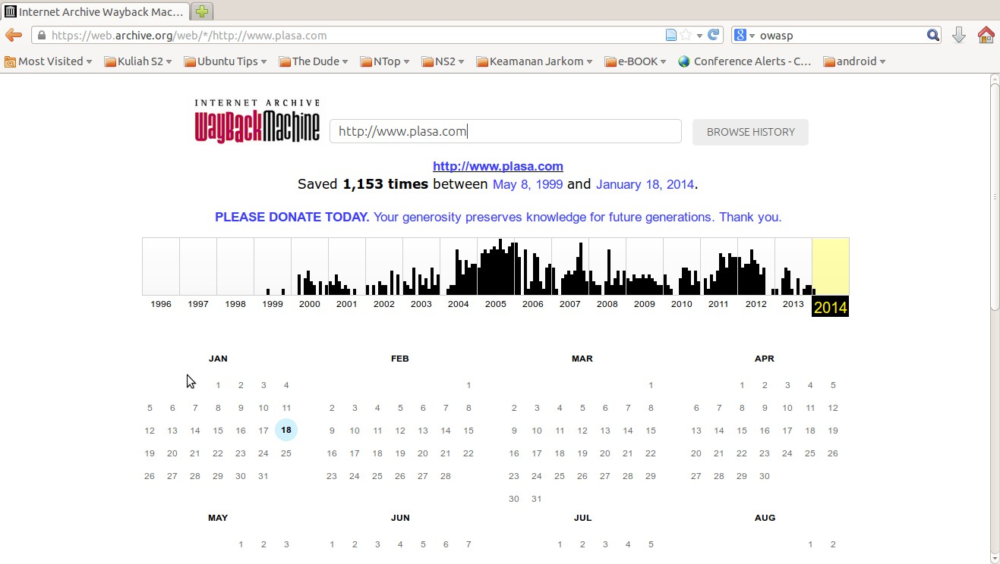 Internet Archive Wayback Mac...
https://web.archive.org/web/*/http://www.plasa.com
8 owasp
Most Visited Kuliah S2 Ubuntu Tips The Dude NTop NS2 Keamanan Jarkom e-BOOK Conference Alerts - C... android
INTERNET ARCHIVE
WayBackMachine
http://www.plasa.com
BROWSE HISTORY
http://www.plasa.com
Saved 1,153 times between May 8, 1999 and January 18, 2014.
PLEASE DONATE TODAY. Your generosity preserves knowledge for future generations. Thank you.
1996 1997 1998 1999 2000 2001 2002 2003 2004 2005 2006 2007 2008 2009 2010 2011 2012 2013 2014
JAN
1 2 3 4
5 6 7 8 9 10 11
12 13 14 15 16 17 18
19 20 21 22 23 24 25
26 27 28 29 30 31
FEB
1
2 3 4 5 6 7 8
9 10 11 12 13 14 15
16 17 18 19 20 21 22
23 24 25 26 27 28
MAR
1
2 3 4 5 6 7 8
9 10 11 12 13 14 15
16 17 18 19 20 21 22
23 24 25 26 27 28 29
30 31
APR
1 2 3 4 5
6 7 8 9 10 11 12
13 14 15 16 17 18 19
20 21 22 23 24 25 26
27 28 29 30
MAY
1 2 3
JUN
1 2 3 4 5 6 7
JUL
1 2 3 4 5
AUG
1 2